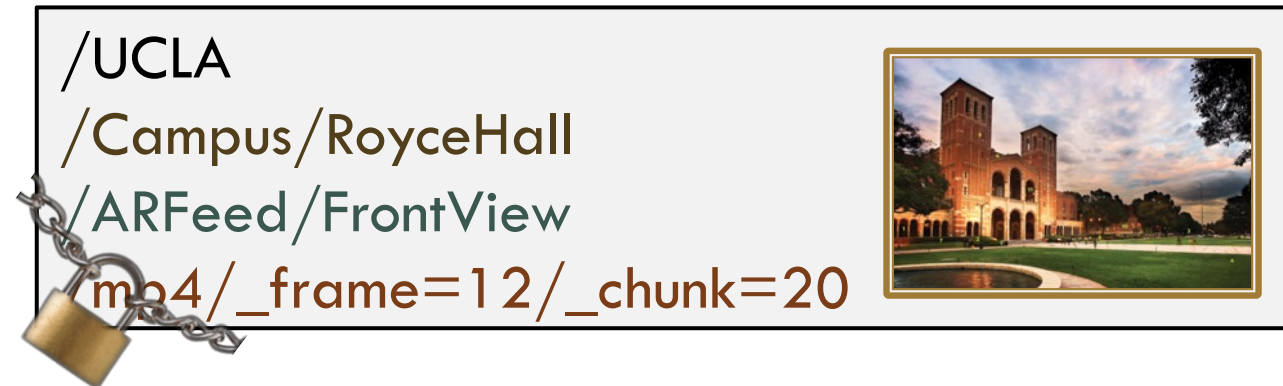 /UCLA
/Campus/RoyceHall
/ARFeed/FrontView
/mp4/_frame=12/_chunk=20